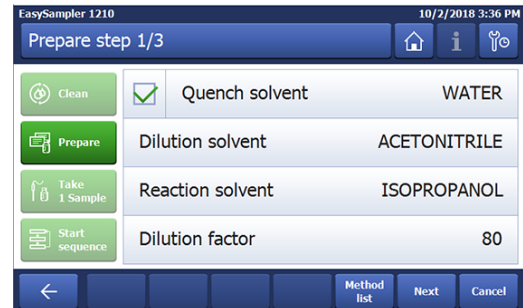 EasySampler 1210 10/2/2018 3:36 PM
Prepare step 1/3
Clean
Quench solvent WATER
Prepare
Dilution solvent ACETONITRILE
Take
1 Sample
Reaction solvent ISOPROPANOL
Start
sequence
Dilution factor 80
Method
list
Next
Cancel